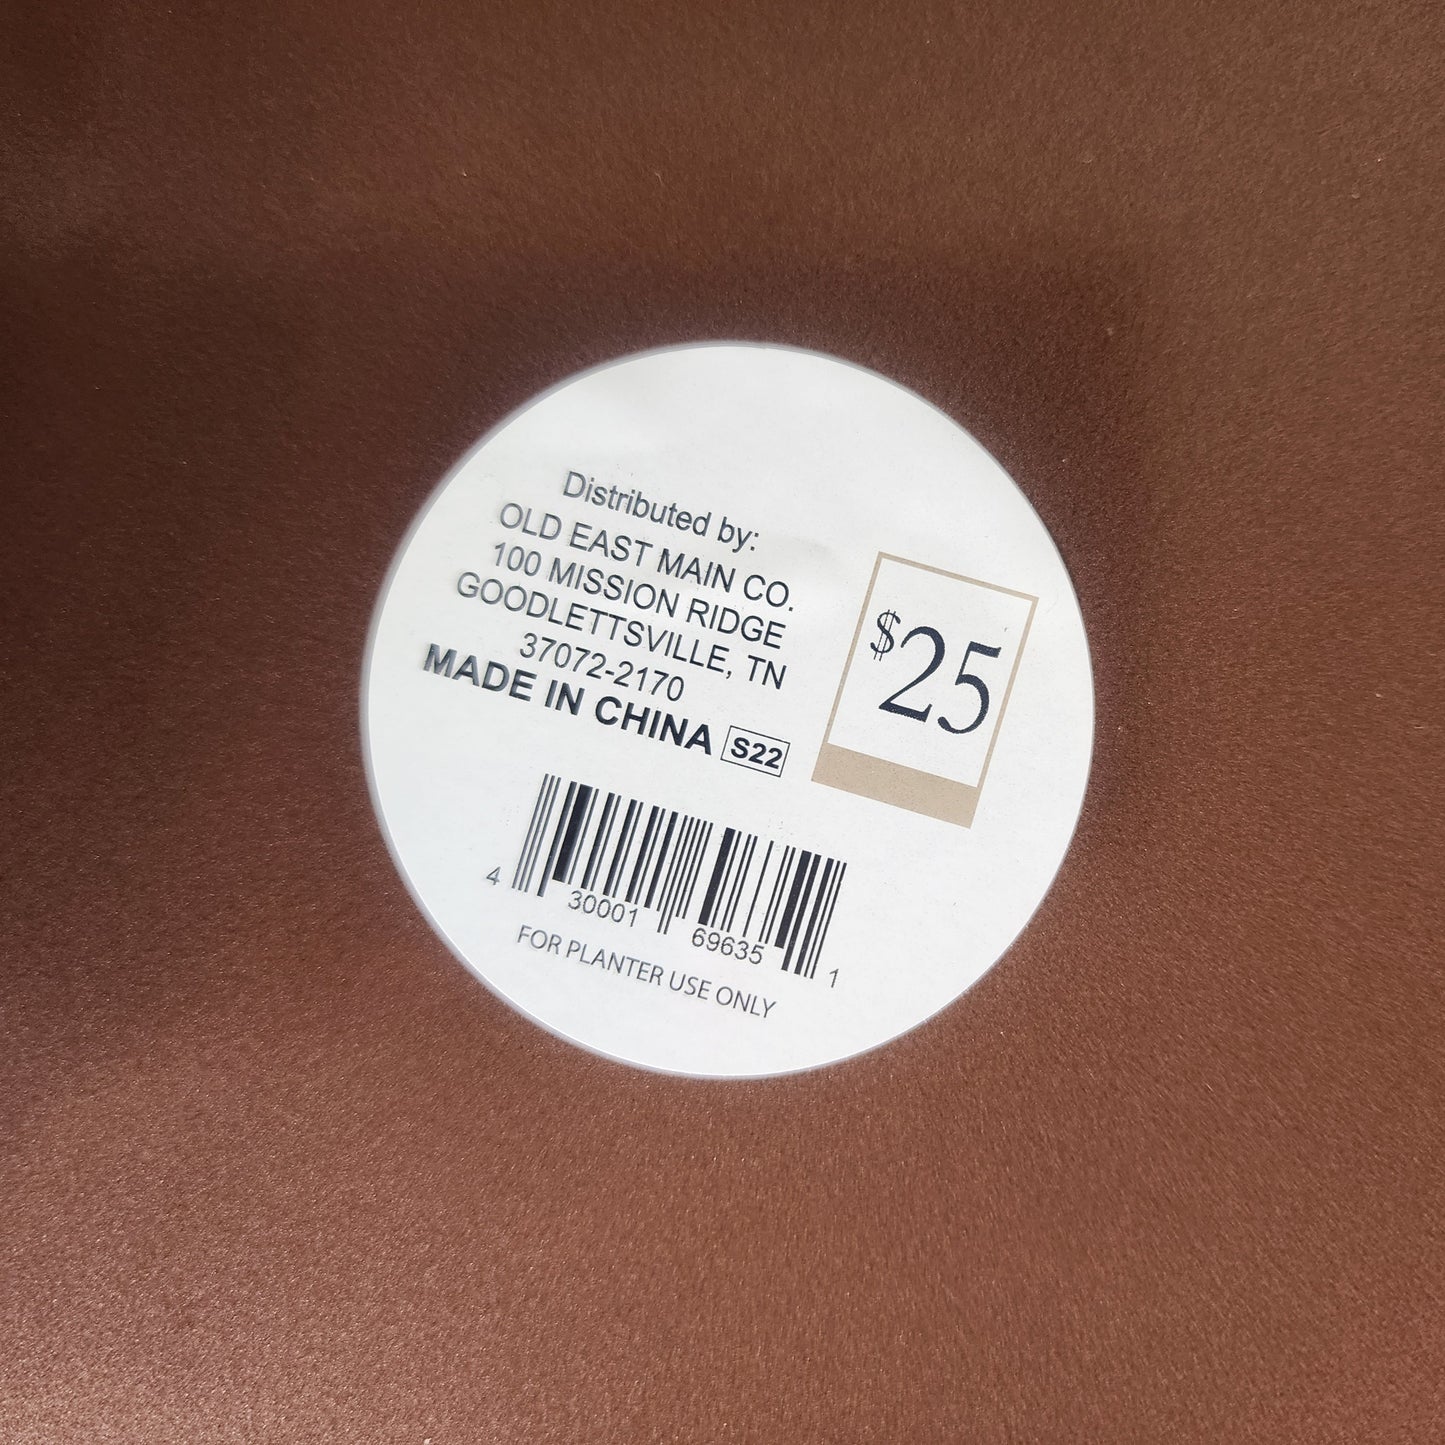 Distributed by:
OLD EAST MAIN CO.
100 MISSION RIDGE
GOODLETTSVILLE, TN
37072-2170
MADE IN CHINA S22
$25
4 30001 69635 1
FOR PLANTER USE ONLY